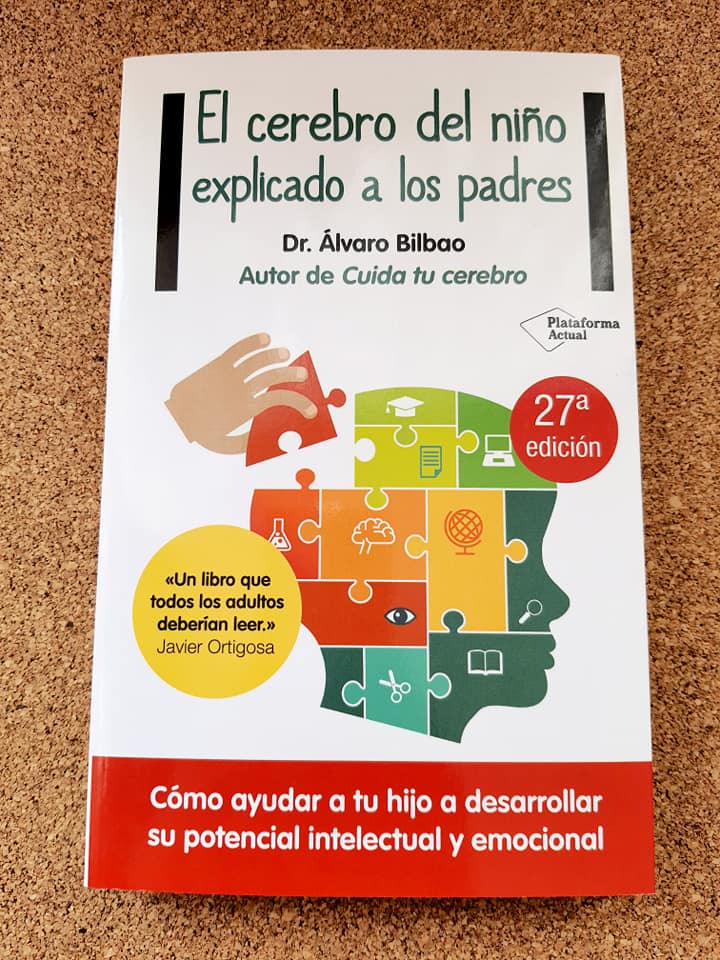 El cerebro del niño
explicado a los padres
Dr. Álvaro Bilbao
Autor de Cuida tu cerebro
Plataforma
Actual
27ª
edición
«Un libro que
todos los adultos
deberían leer.»
Javier Ortigosa
Cómo ayudar a tu hijo a desarrollar
su potencial intelectual y emocional